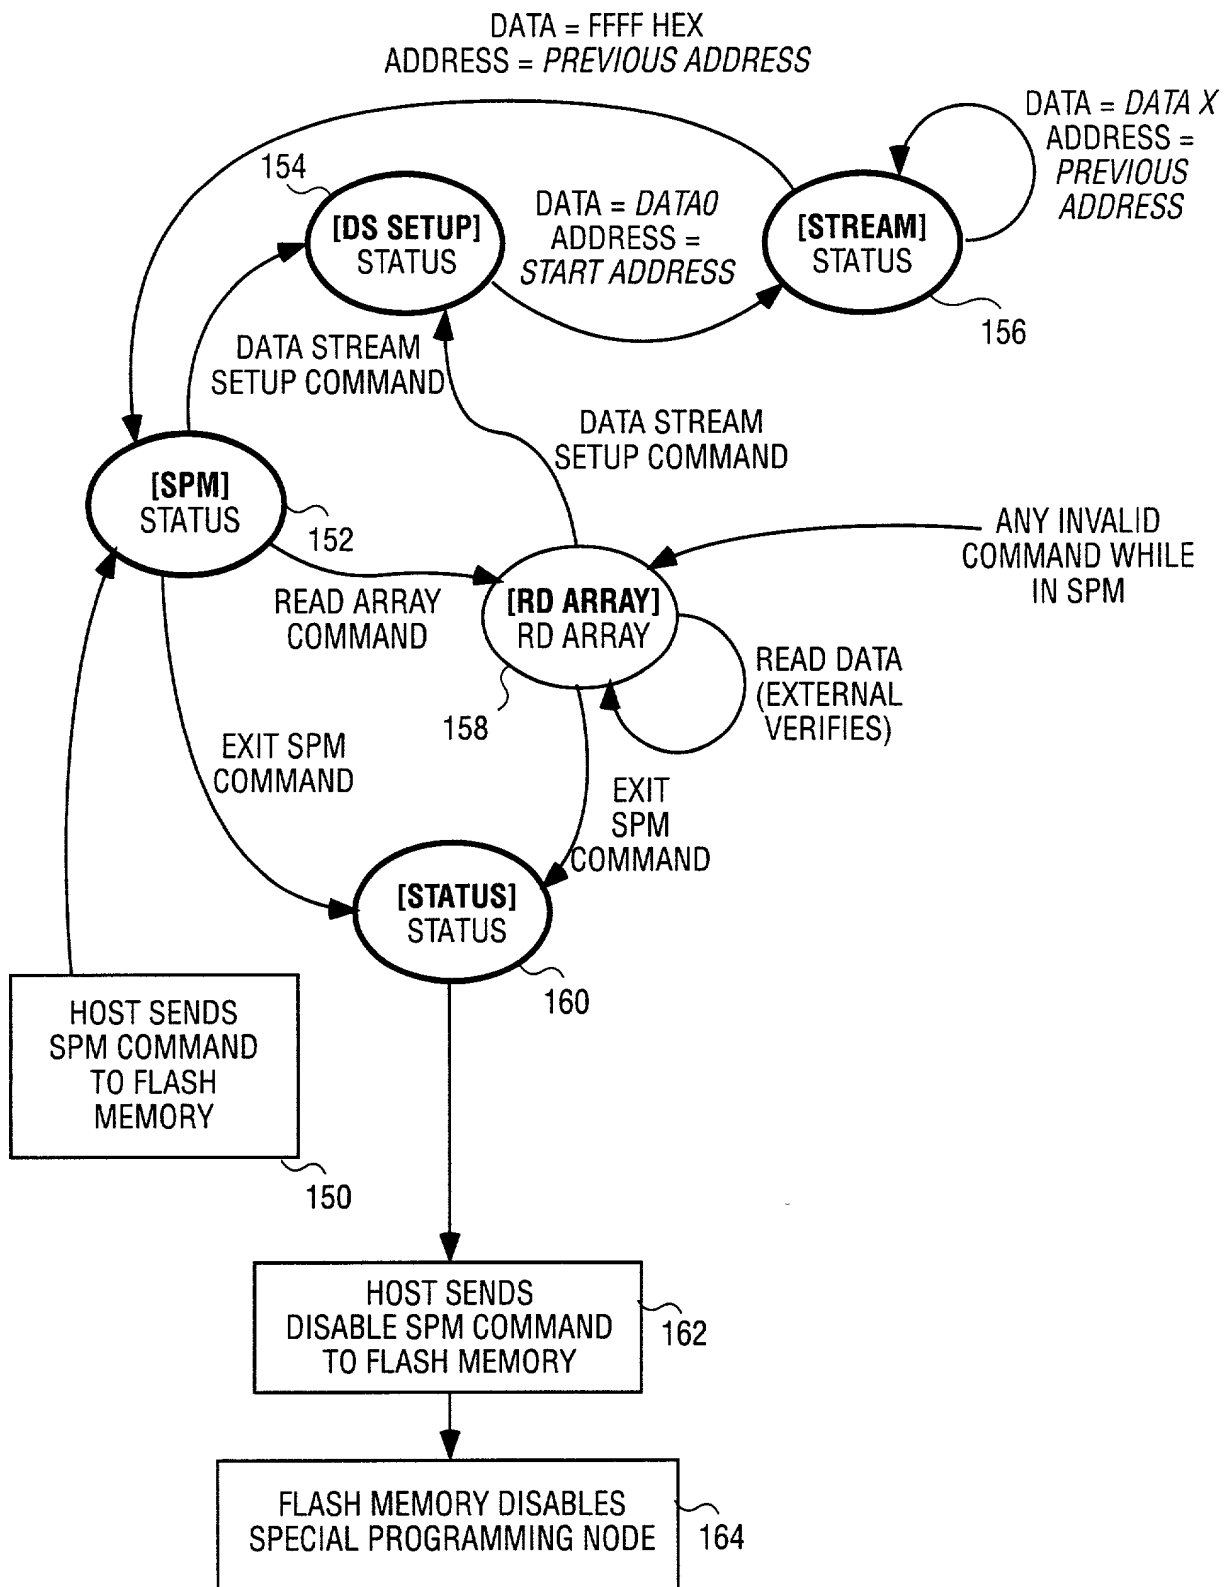 DATA = FFFF HEX
ADDRESS = PREVIOUS ADDRESS
DATA = DATA X
ADDRESS =
PREVIOUS
ADDRESS
154
[DS SETUP]
STATUS
DATA = DATA0
ADDRESS =
START ADDRESS
[STREAM]
STATUS
156
DATA STREAM
SETUP COMMAND
DATA STREAM
SETUP COMMAND
[SPM]
STATUS
152
ANY INVALID
COMMAND WHILE
IN SPM
READ ARRAY
COMMAND
[RD ARRAY]
RD ARRAY
158
READ DATA
(EXTERNAL
VERIFIES)
EXIT SPM
COMMAND
EXIT
SPM
COMMAND
[STATUS]
STATUS
160
HOST SENDS
SPM COMMAND
TO FLASH
MEMORY
150
HOST SENDS
DISABLE SPM COMMAND
TO FLASH MEMORY
162
FLASH MEMORY DISABLES
SPECIAL PROGRAMMING NODE
164